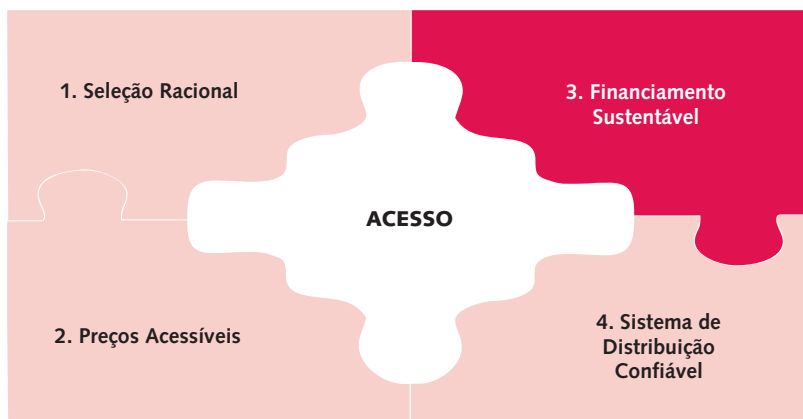 1. Seleção Racional
3. Financiamento
Sustentável
ACESSO
2. Preços Acessíveis
4. Sistema de
Distribuição
Confiável